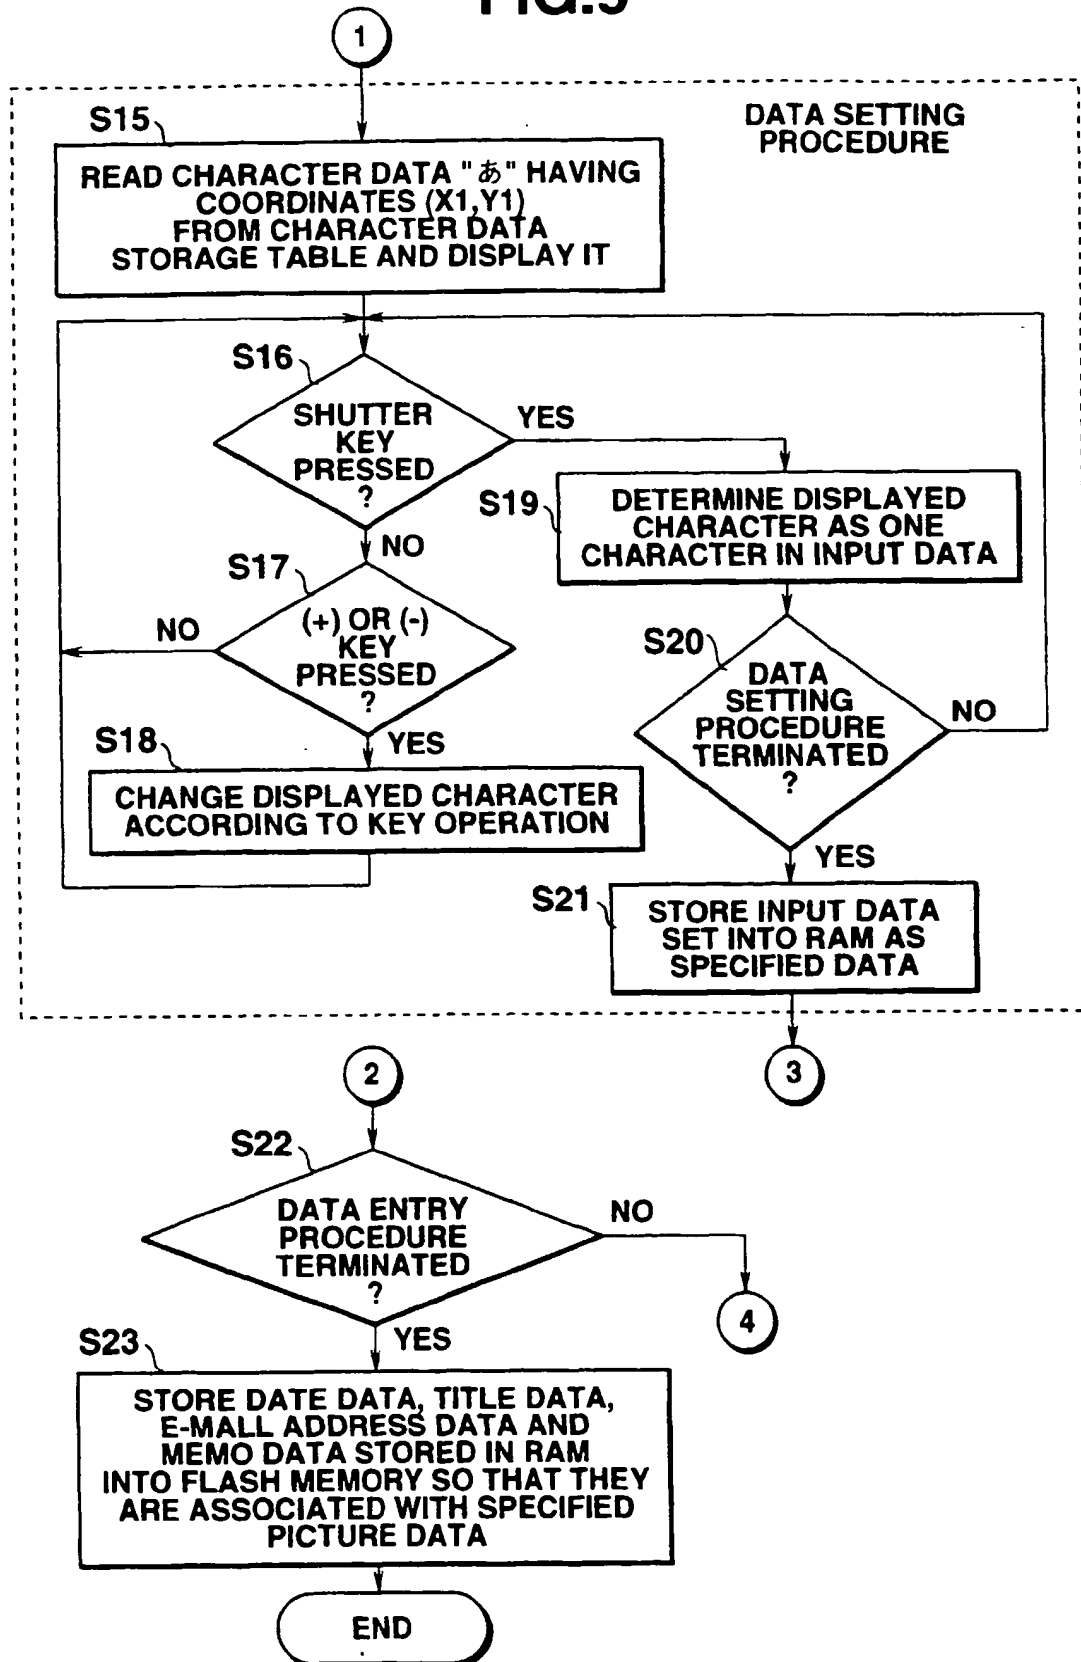 1
DATA SETTING
PROCEDURE
S15
READ CHARACTER DATA "あ" HAVING
COORDINATES (X1,Y1)
FROM CHARACTER DATA
STORAGE TABLE AND DISPLAY IT
S16
SHUTTER
KEY
PRESSED
?
YES
NO
S19
DETERMINE DISPLAYED
CHARACTER AS ONE
CHARACTER IN INPUT DATA
S17
(+) OR (-)
KEY
PRESSED
?
NO
YES
S20
DATA
SETTING
PROCEDURE
TERMINATED
?
NO
YES
S18
CHANGE DISPLAYED CHARACTER
ACCORDING TO KEY OPERATION
S21
STORE INPUT DATA
SET INTO RAM AS
SPECIFIED DATA
3
2
S22
DATA ENTRY
PROCEDURE
TERMINATED
?
NO
4
YES
S23
STORE DATE DATA, TITLE DATA,
E-MALL ADDRESS DATA AND
MEMO DATA STORED IN RAM
INTO FLASH MEMORY SO THAT THEY
ARE ASSOCIATED WITH SPECIFIED
PICTURE DATA
END